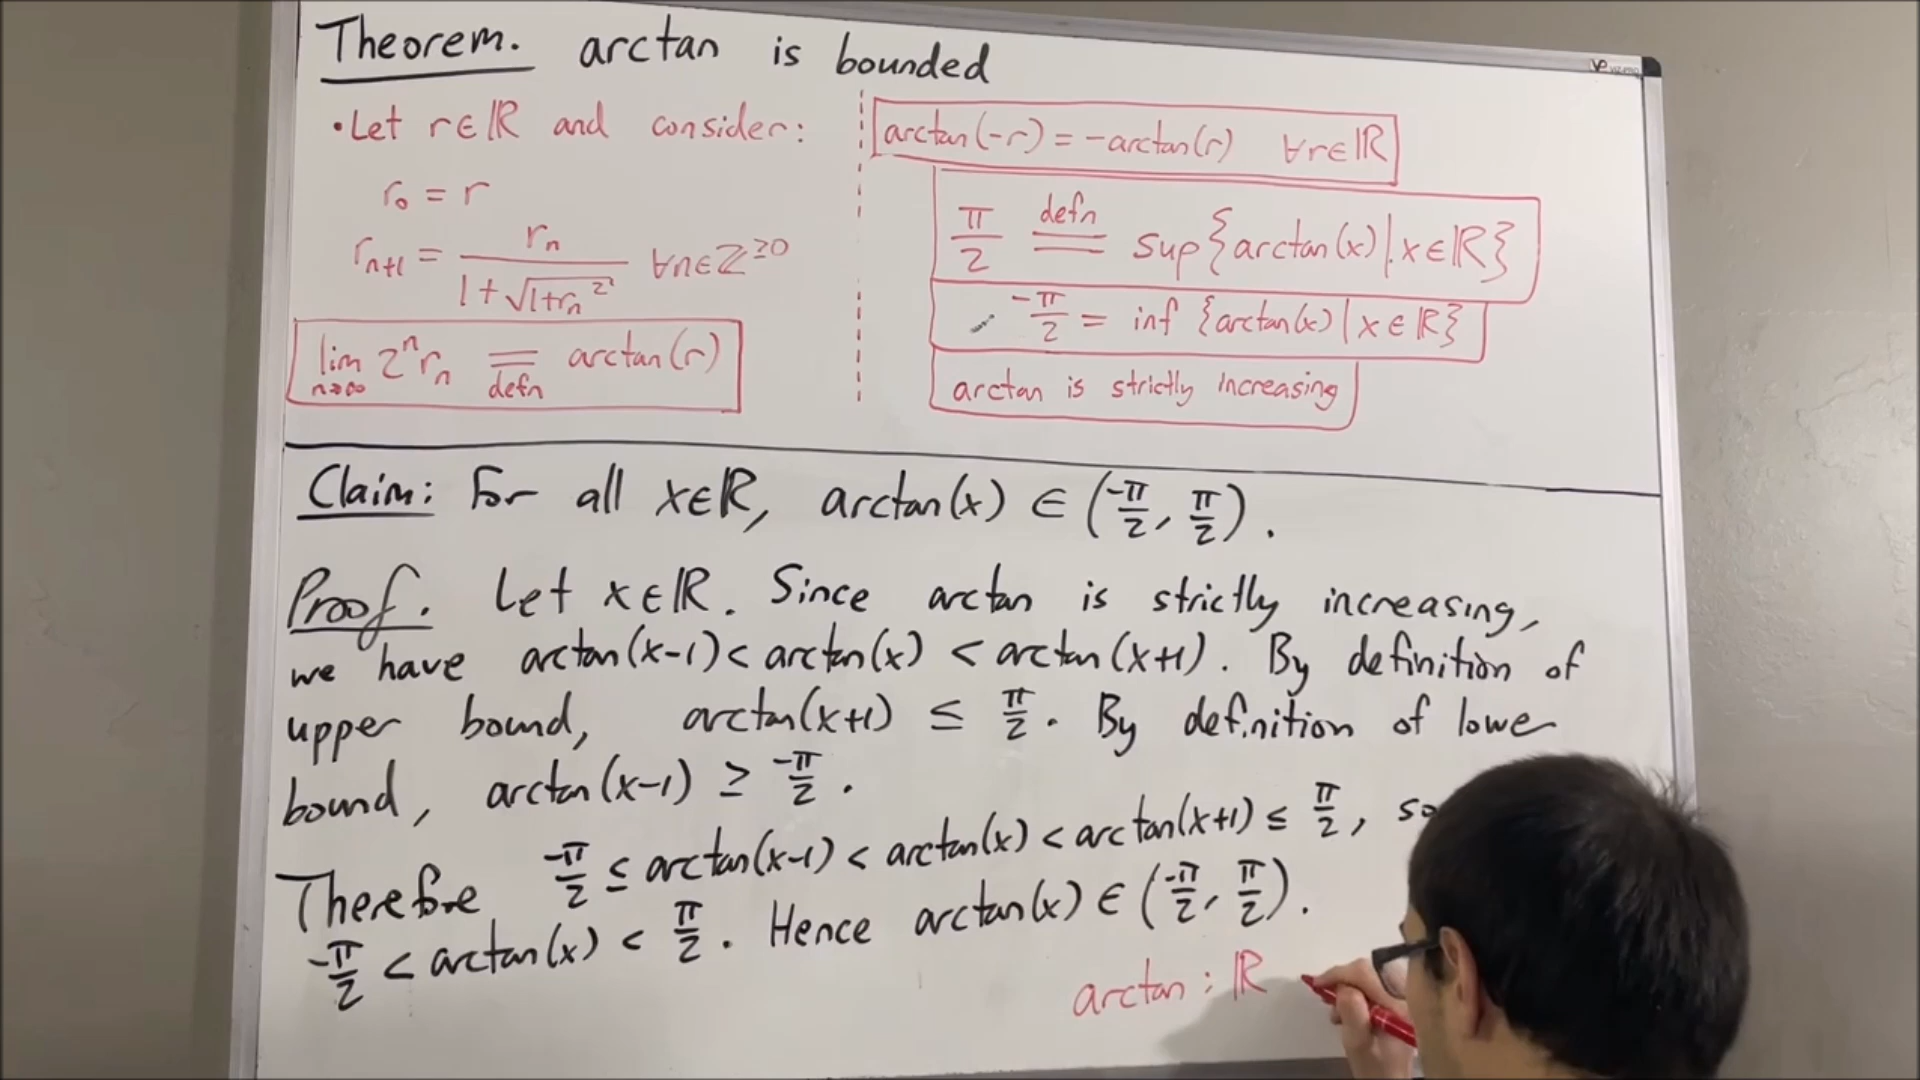 Theorem. arctan is bounded
• Let r∈ℝ and consider:
r₀ = r
rₙ₊₁ = rₙ / (1+√(1+rₙ²)) ∀n∈ℤ^≥0
lim n→∞ 2ⁿrₙ = defn arctan(r)
arctan(-r) = -arctan(r) ∀r∈ℝ
π/2 defn = sup{arctan(x)|x∈ℝ}
-π/2 = inf {arctan(x)|x∈ℝ}
arctan is strictly increasing
Claim: For all x∈ℝ, arctan(x) ∈ (-π/2, π/2).
Proof. Let x∈ℝ. Since arctan is strictly increasing,
we have arctan(x-1) < arctan(x) < arctan(x+1). By definition of
upper bound, arctan(x+1) ≤ π/2. By definition of lower
bound, arctan(x-1) ≥ -π/2.
Therefore -π/2 ≤ arctan(x-1) < arctan(x) < arctan(x+1) ≤ π/2, so
-π/2 < arctan(x) < π/2. Hence arctan(x) ∈ (-π/2, π/2).
arctan : ℝ